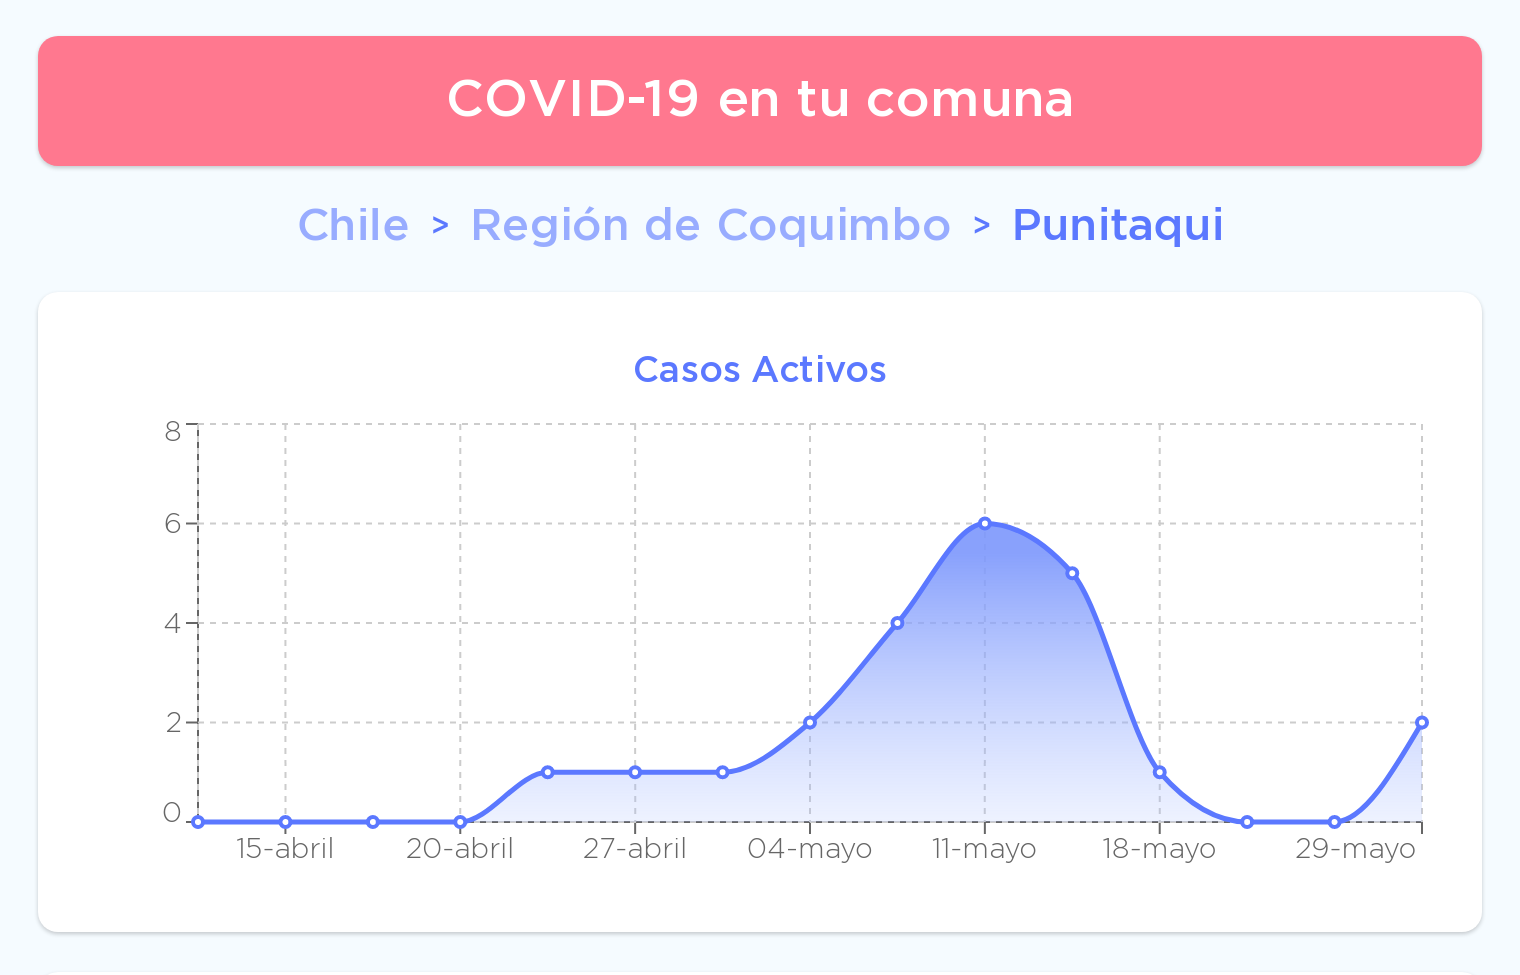 COVID-19 en tu comuna
Chile > Región de Coquimbo > Punitaqui
Casos Activos
8
6
4
2
0
15-abril 20-abril 27-abril 04-mayo 11-mayo 18-mayo 29-mayo